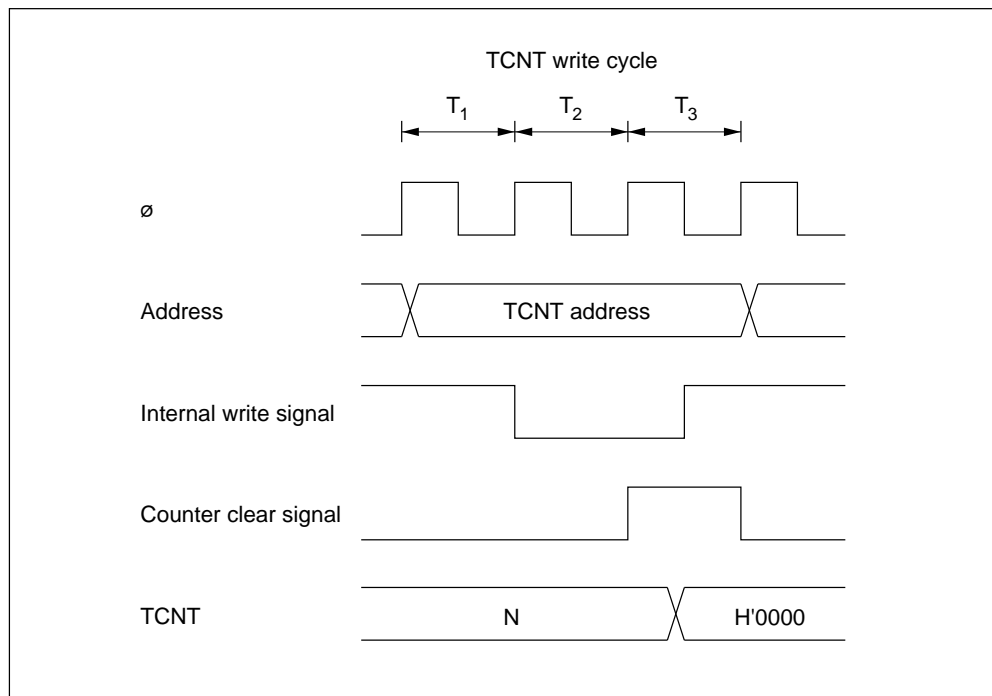 TCNT write cycle
T1 T2 T3
ø
Address TCNT address
Internal write signal
Counter clear signal
TCNT N H'0000